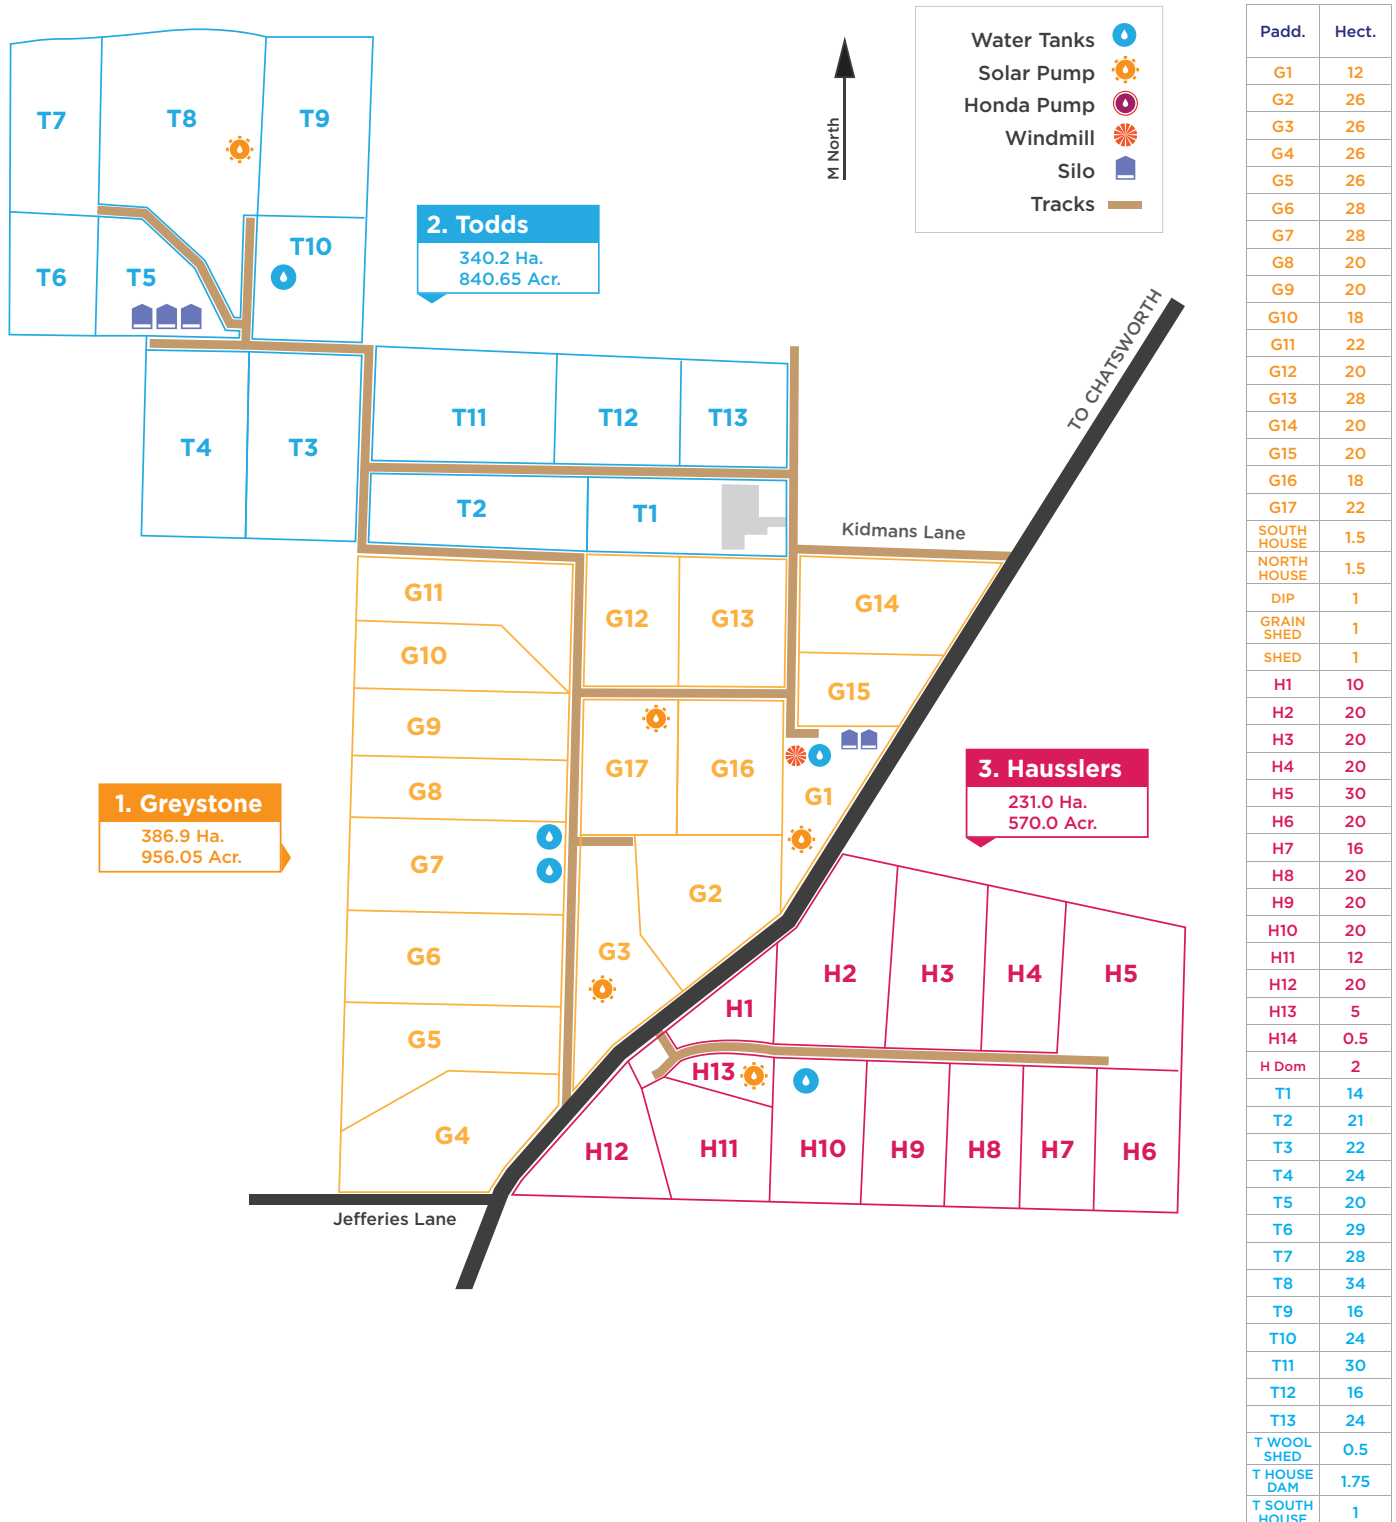 Water Tanks
Solar Pump
Honda Pump
Windmill
Silo
Tracks
M North
T7
T8
T9
T10
T6
T5
2. Todds
340.2 Ha.
840.65 Acr.
TO CHATSWORTH
T11
T12
T13
T4
T3
T2
T1
Kidmans Lane
G11
G12
G13
G14
G10
G15
G9
G17
G16
G8
G1
3. Hausslers
231.0 Ha.
570.0 Acr.
1. Greystone
386.9 Ha.
956.05 Acr.
G7
G2
G3
G6
H2
H3
H4
H5
H1
G5
H13
G4
H12
H11
H10
H9
H8
H7
H6
Jefferies Lane
Padd. Hect.
G1 12
G2 26
G3 26
G4 26
G5 26
G6 28
G7 28
G8 20
G9 20
G10 18
G11 22
G12 20
G13 28
G14 20
G15 20
G16 18
G17 22
SOUTH
HOUSE 1.5
NORTH
HOUSE 1.5
DIP 1
GRAIN
SHED 1
SHED 1
H1 10
H2 20
H3 20
H4 20
H5 30
H6 20
H7 16
H8 20
H9 20
H10 20
H11 12
H12 20
H13 5
H14 0.5
H Dom 2
T1 14
T2 21
T3 22
T4 24
T5 20
T6 29
T7 28
T8 34
T9 16
T10 24
T11 30
T12 16
T13 24
T WOOL
SHED 0.5
T HOUSE
DAM 1.75
T SOUTH
HOUSE 1